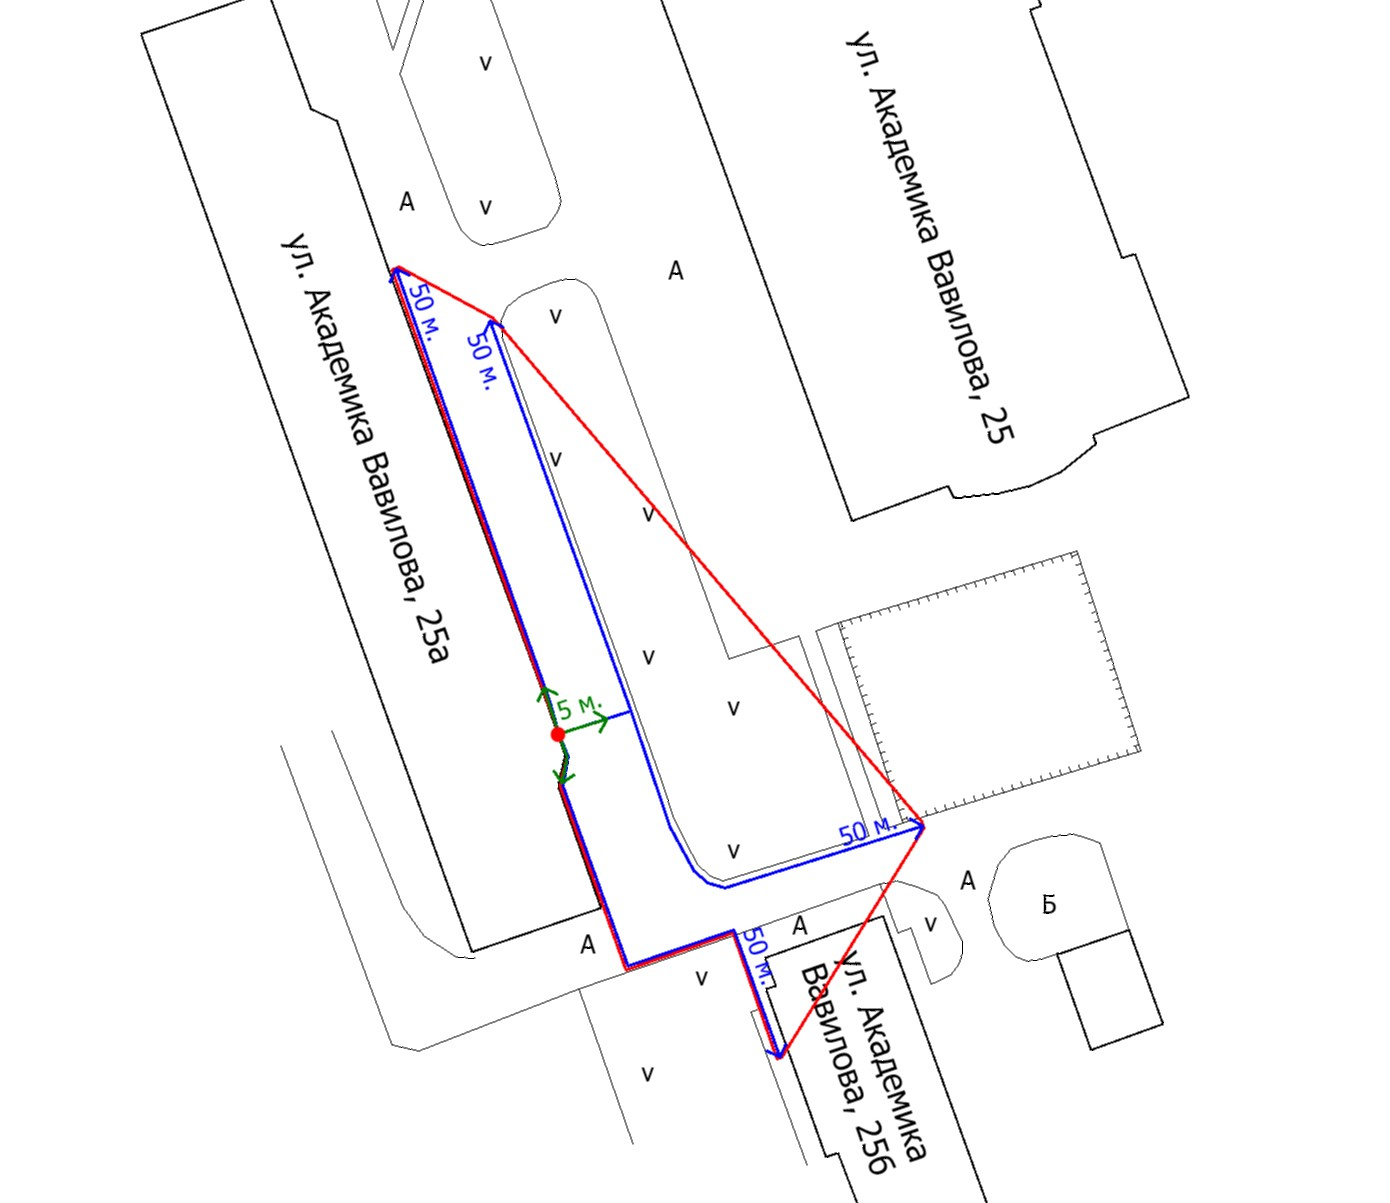 v
ул. Академика Вавилова, 25
v
А
А
ул. Академика Вавилова, 25а
50 м.
v
50 м.
v
v
v
5 м.
v
50 м.
v
А
Б
v
А
50 м.
А
v
ул. Академика
Вавилова, 25б
v